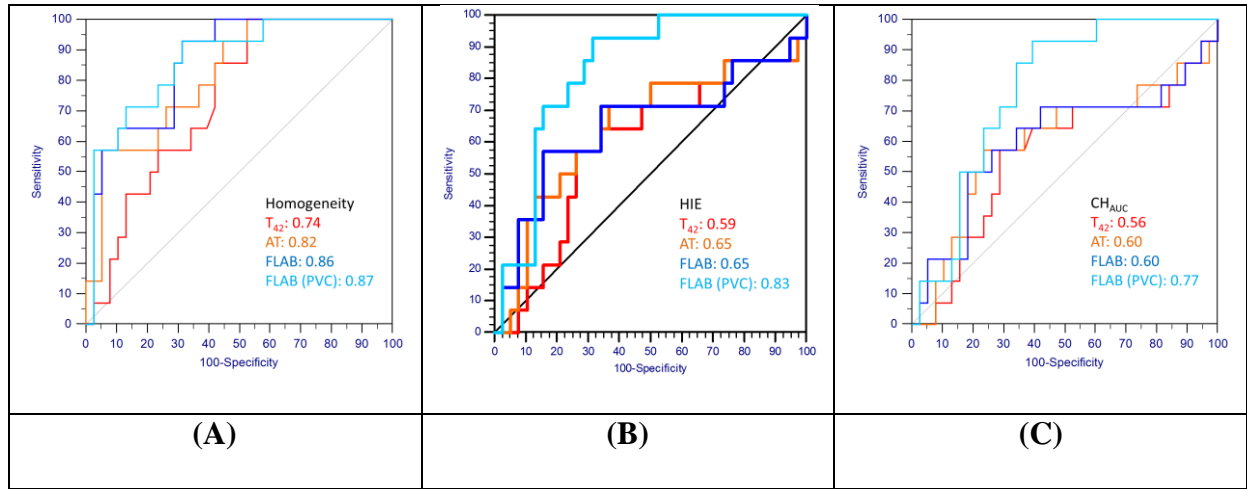 100
90
80
70
60
50
40
30
20
10
0
Sensitivity
0 10 20 30 40 50 60 70 80 90 100
100-Specificity
Homogeneity
T₄₂: 0.74
AT: 0.82
FLAB: 0.86
FLAB (PVC): 0.87
(A)
100
90
80
70
60
50
40
30
20
10
0
Sensitivity
0 10 20 30 40 50 60 70 80 90 100
100-Specificity
HIE
T₄₂: 0.59
AT: 0.65
FLAB: 0.65
FLAB (PVC): 0.83
(B)
100
90
80
70
60
50
40
30
20
10
0
Sensitivity
0 10 20 30 40 50 60 70 80 90 100
100-Specificity
CH_AUC
T₄₂: 0.56
AT: 0.60
FLAB: 0.60
FLAB (PVC): 0.77
(C)